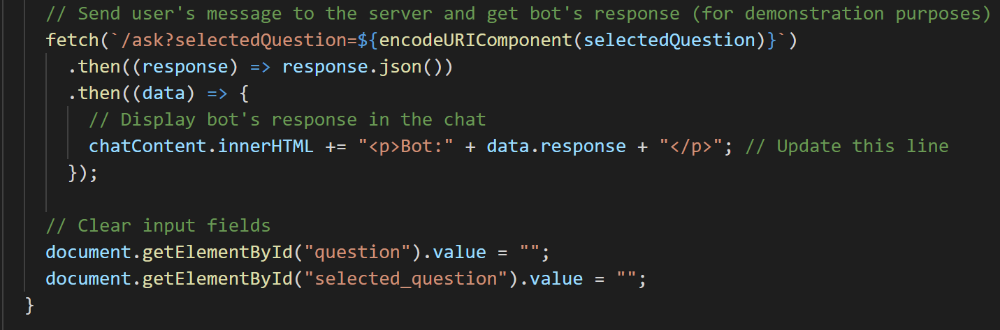 // Send user's message to the server and get bot's response (for demonstration purposes)
fetch(`/ask?selectedQuestion=${encodeURIComponent(selectedQuestion)}`)
.then((response) => response.json())
.then((data) => {
// Display bot's response in the chat
chatContent.innerHTML += "<p>Bot:" + data.response + "</p>"; // Update this line
});
// Clear input fields
document.getElementById("question").value = "";
document.getElementById("selected_question").value = "";
}